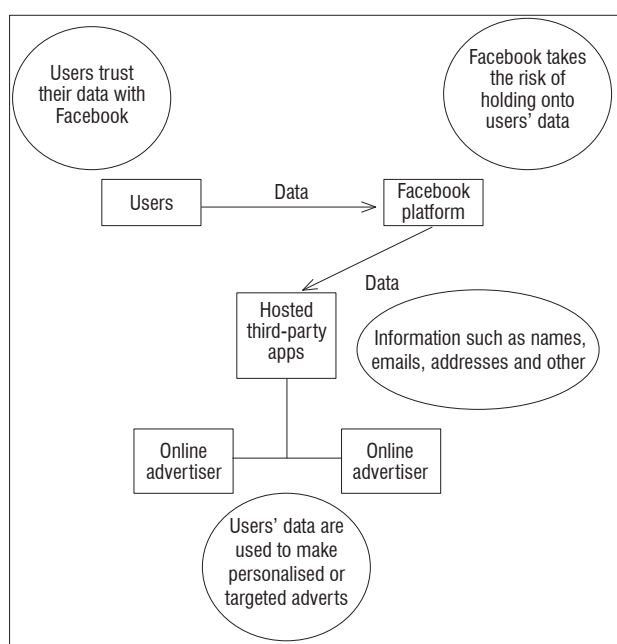 Users trust
their data with
Facebook
Facebook takes
the risk of
holding onto
users’ data
Users
Data
Facebook
platform
Data
Hosted
third-party
apps
Information such as names,
emails, addresses and other
Online
advertiser
Online
advertiser
Users’ data are
used to make
personalised or
targeted adverts